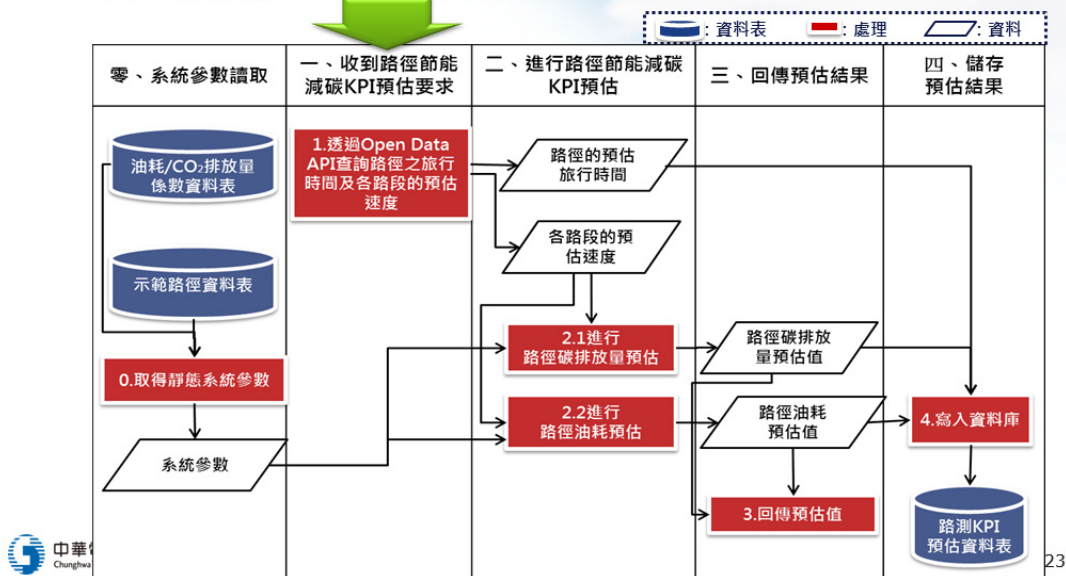 : 資料表
: 處理
: 資料
零、系統參數讀取
一、收到路徑節能
減碳KPI預估要求
二、進行路徑節能減碳
KPI預估
三、回傳預估結果
四、儲存
預估結果
油耗/CO₂排放量
係數資料表
示範路徑資料表
0.取得靜態系統參數
系統參數
1.透過Open Data
API查詢路徑之旅行
時間及各路段的預估
速度
路徑的預估
旅行時間
各路段的預
估速度
2.1進行
路徑碳排放量預估
2.2進行
路徑油耗預估
路徑碳排放
量預估值
路徑油耗
預估值
3.回傳預估值
4.寫入資料庫
路測KPI
預估資料表
中華
Chunghwa
23